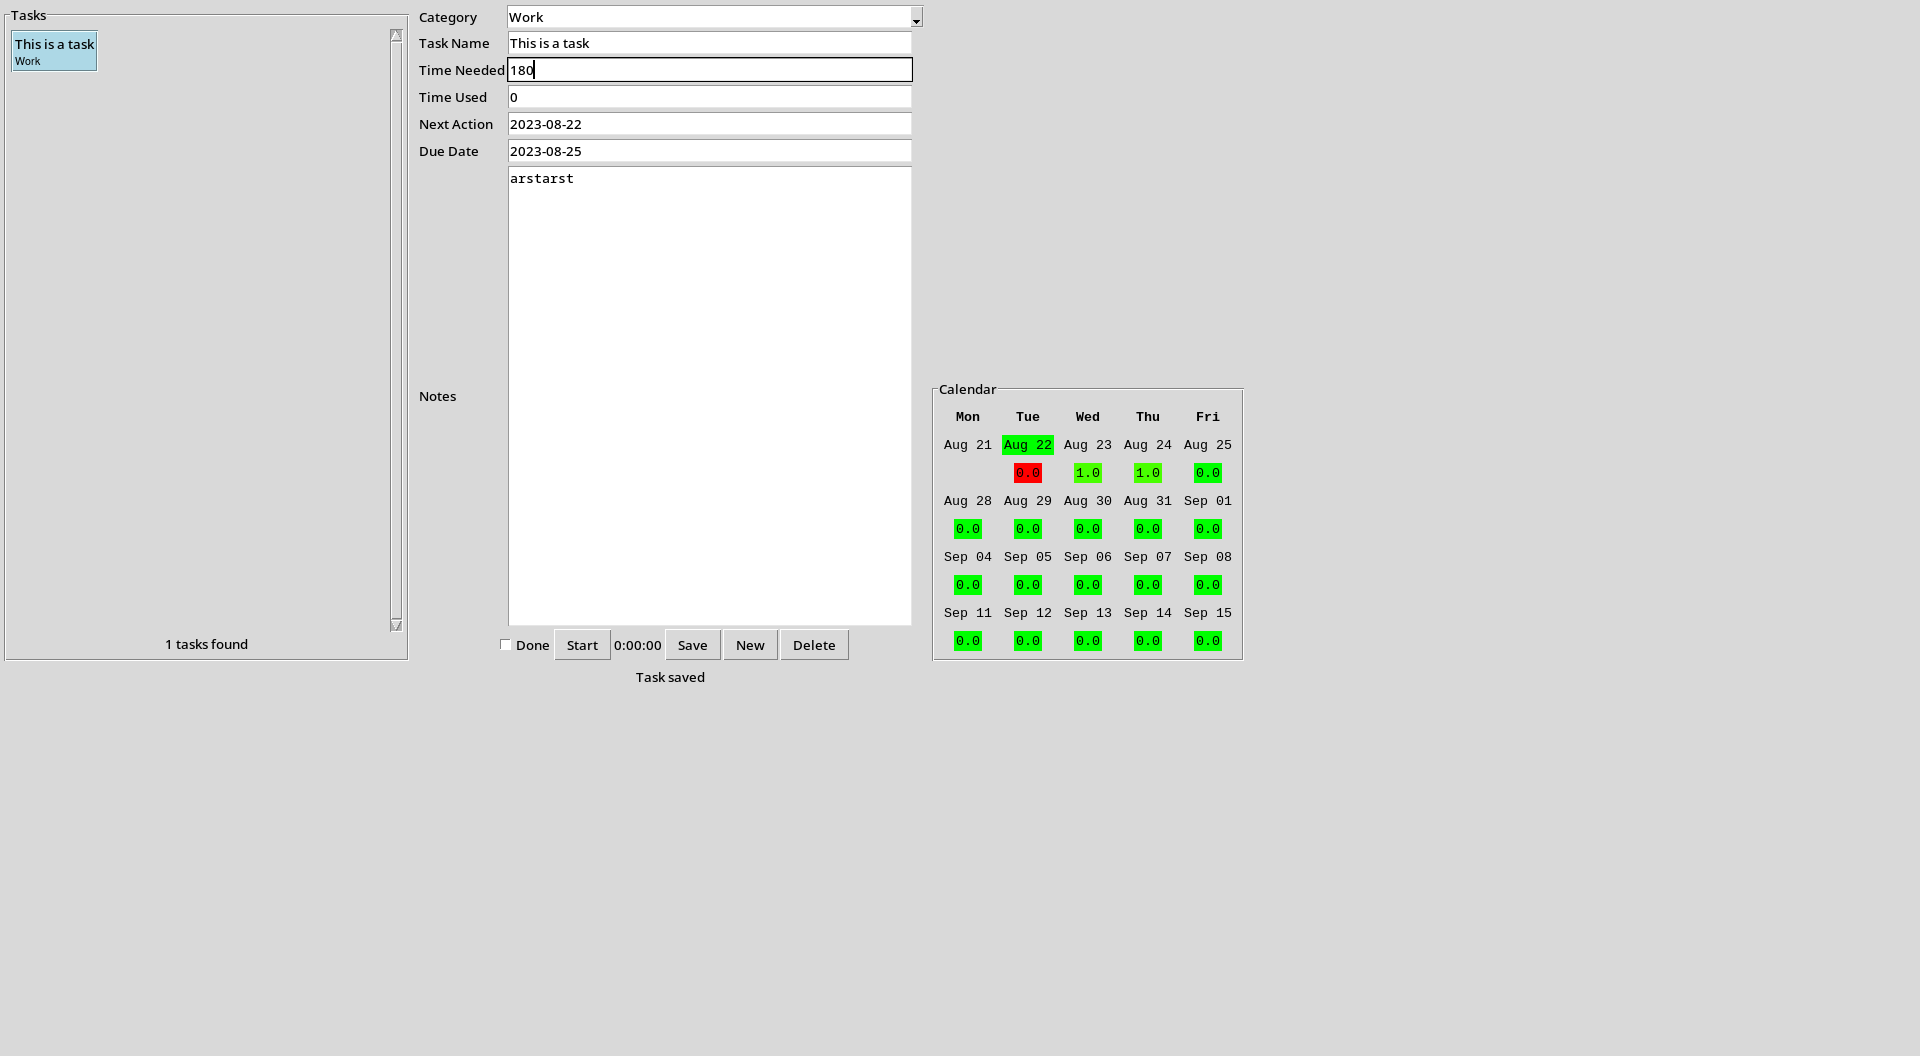 Tasks
This is a task
Work
1 tasks found
Category Work
Task Name This is a task
Time Needed 180
Time Used 0
Next Action 2023-08-22
Due Date 2023-08-25
Notes arstarst
Done Start 0:00:00 Save New Delete
Task saved
Calendar
Mon Tue Wed Thu Fri
Aug 21 Aug 22 Aug 23 Aug 24 Aug 25
0.0 1.0 1.0 0.0
Aug 28 Aug 29 Aug 30 Aug 31 Sep 01
0.0 0.0 0.0 0.0 0.0
Sep 04 Sep 05 Sep 06 Sep 07 Sep 08
0.0 0.0 0.0 0.0 0.0
Sep 11 Sep 12 Sep 13 Sep 14 Sep 15
0.0 0.0 0.0 0.0 0.0